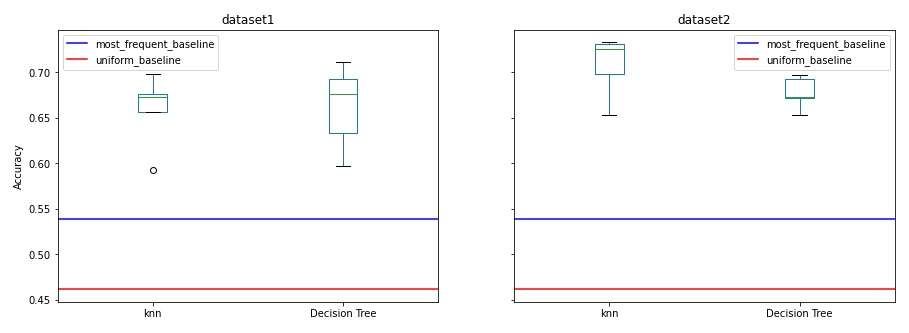 dataset1
dataset2
most_frequent_baseline
uniform_baseline
most_frequent_baseline
uniform_baseline
Accuracy
0.70
0.65
0.60
0.55
0.50
0.45
knn
Decision Tree
knn
Decision Tree